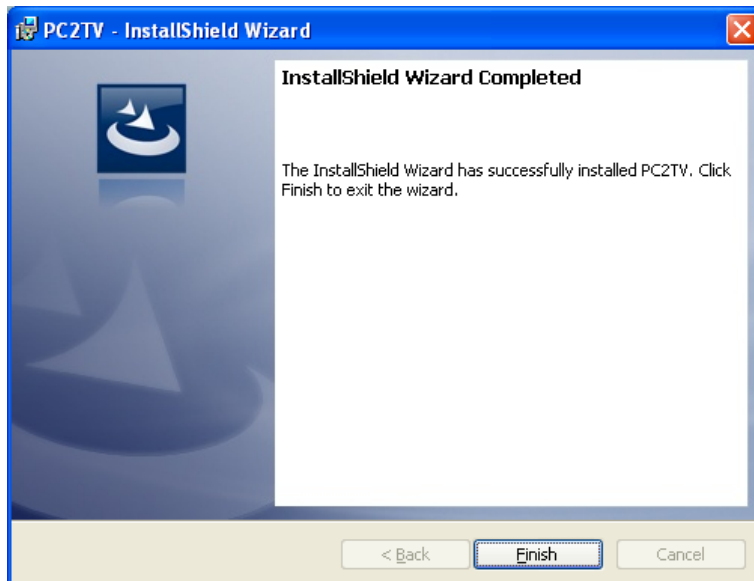 PC2TV - InstallShield Wizard
InstallShield Wizard Completed
The InstallShield Wizard has successfully installed PC2TV. Click
Finish to exit the wizard.
< Back
Finish
Cancel